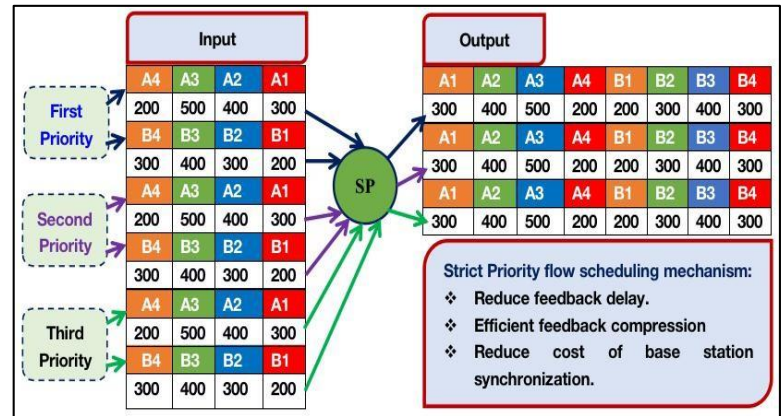 Input
Output
First
Priority
A4 A3 A2 A1
200 500 400 300
B4 B3 B2 B1
300 400 300 200
Second
Priority
A4 A3 A2 A1
200 500 400 300
B4 B3 B2 B1
300 400 300 200
Third
Priority
A4 A3 A2 A1
200 500 400 300
B4 B3 B2 B1
300 400 300 200
SP
A1 A2 A3 A4 B1 B2 B3 B4
300 400 500 200 200 300 400 300
A1 A2 A3 A4 B1 B2 B3 B4
300 400 500 200 200 300 400 300
A1 A2 A3 A4 B1 B2 B3 B4
300 400 500 200 200 300 400 300
Strict Priority flow scheduling mechanism:
❖ Reduce feedback delay.
❖ Efficient feedback compression
❖ Reduce cost of base station
synchronization.